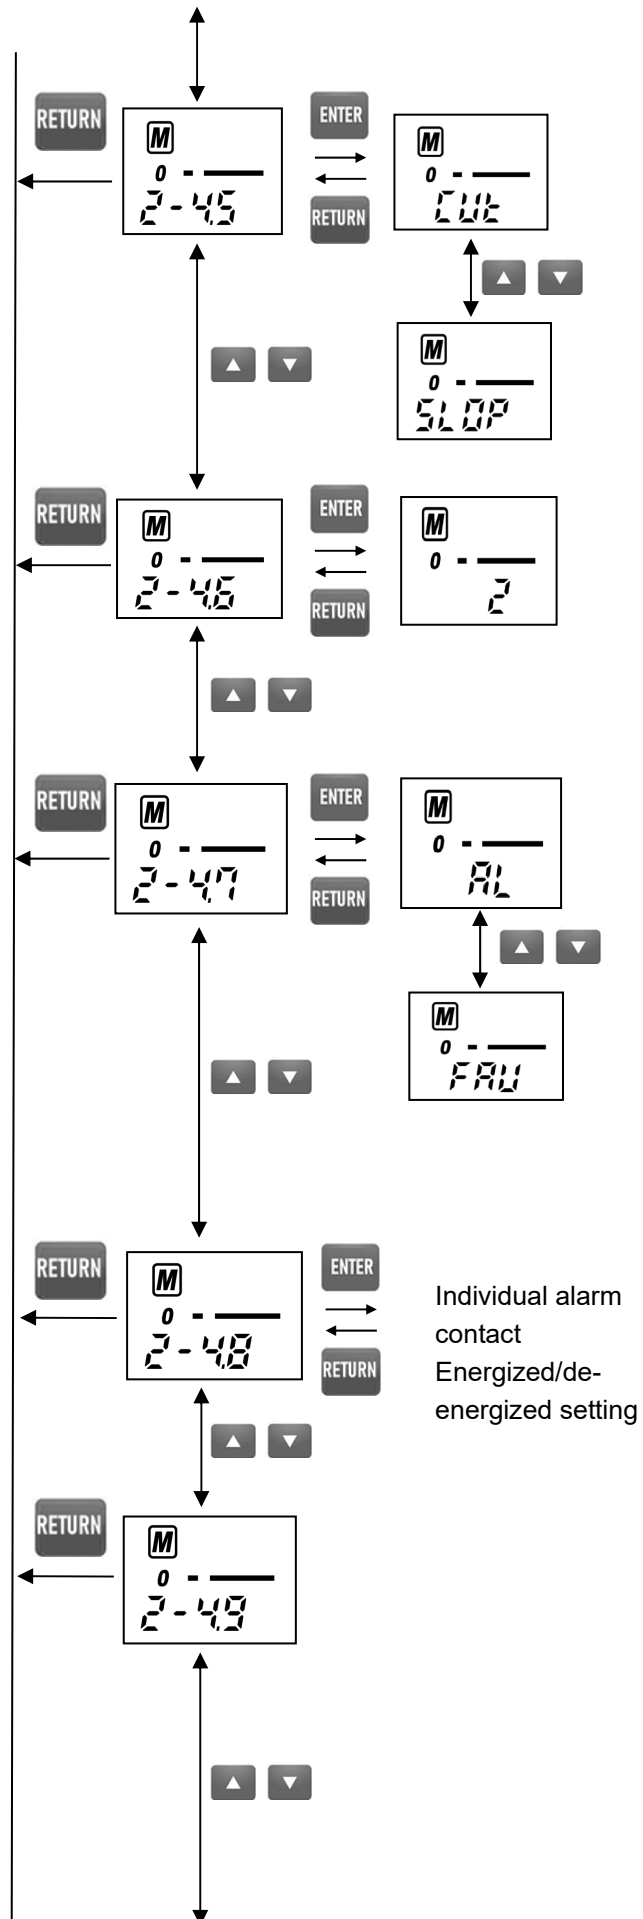 RETURN
M
0
2-4.5
ENTER
RETURN
M
0
CUt
▲ ▼
M
0
SLOP
▲ ▼
RETURN
M
0
2-4.6
ENTER
RETURN
M
0
2
▲ ▼
RETURN
M
0
2-4.7
ENTER
RETURN
M
0
AL
▲ ▼
M
0
FAU
▲ ▼
RETURN
M
0
2-4.8
ENTER
RETURN
Individual alarm
contact
Energized/de-
energized setting
▲ ▼
RETURN
M
0
2-4.9
▲ ▼